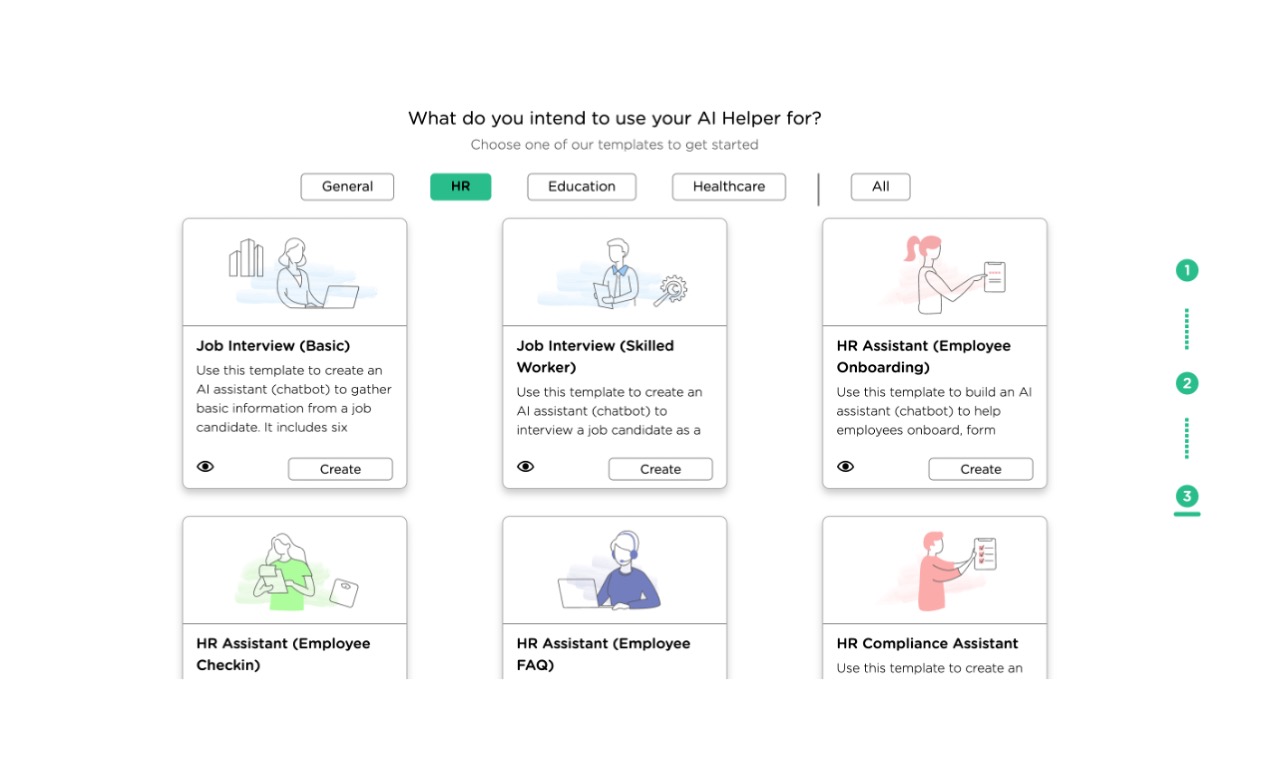 What do you intend to use your AI Helper for?
Choose one of our templates to get started
General
HR
Education
Healthcare
All
Job Interview (Basic)
Use this template to create an
AI assistant (chatbot) to gather
basic information from a job
candidate. It includes six
Create
Job Interview (Skilled
Worker)
Use this template to create an
AI assistant (chatbot) to
interview a job candidate as a
Create
HR Assistant (Employee
Onboarding)
Use this template to build an AI
assistant (chatbot) to help
employees onboard, form
Create
HR Assistant (Employee
Checkin)
HR Assistant (Employee
FAQ)
HR Compliance Assistant
Use this template to create an
1
2
3